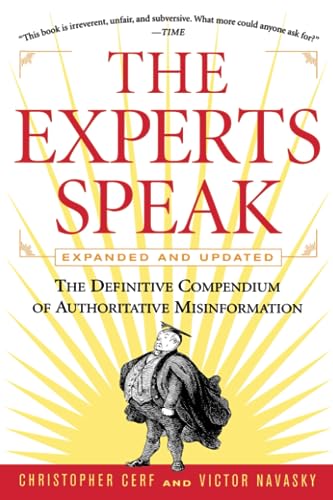 "This book is irreverent, unfair, and subversive. What more could anyone ask for?"
—TIME
THE
EXPERTS
SPEAK
EXPANDED AND UPDATED
THE DEFINITIVE COMPENDIUM
OF AUTHORITATIVE MISINFORMATION
CHRISTOPHER CERF AND VICTOR NAVASKY